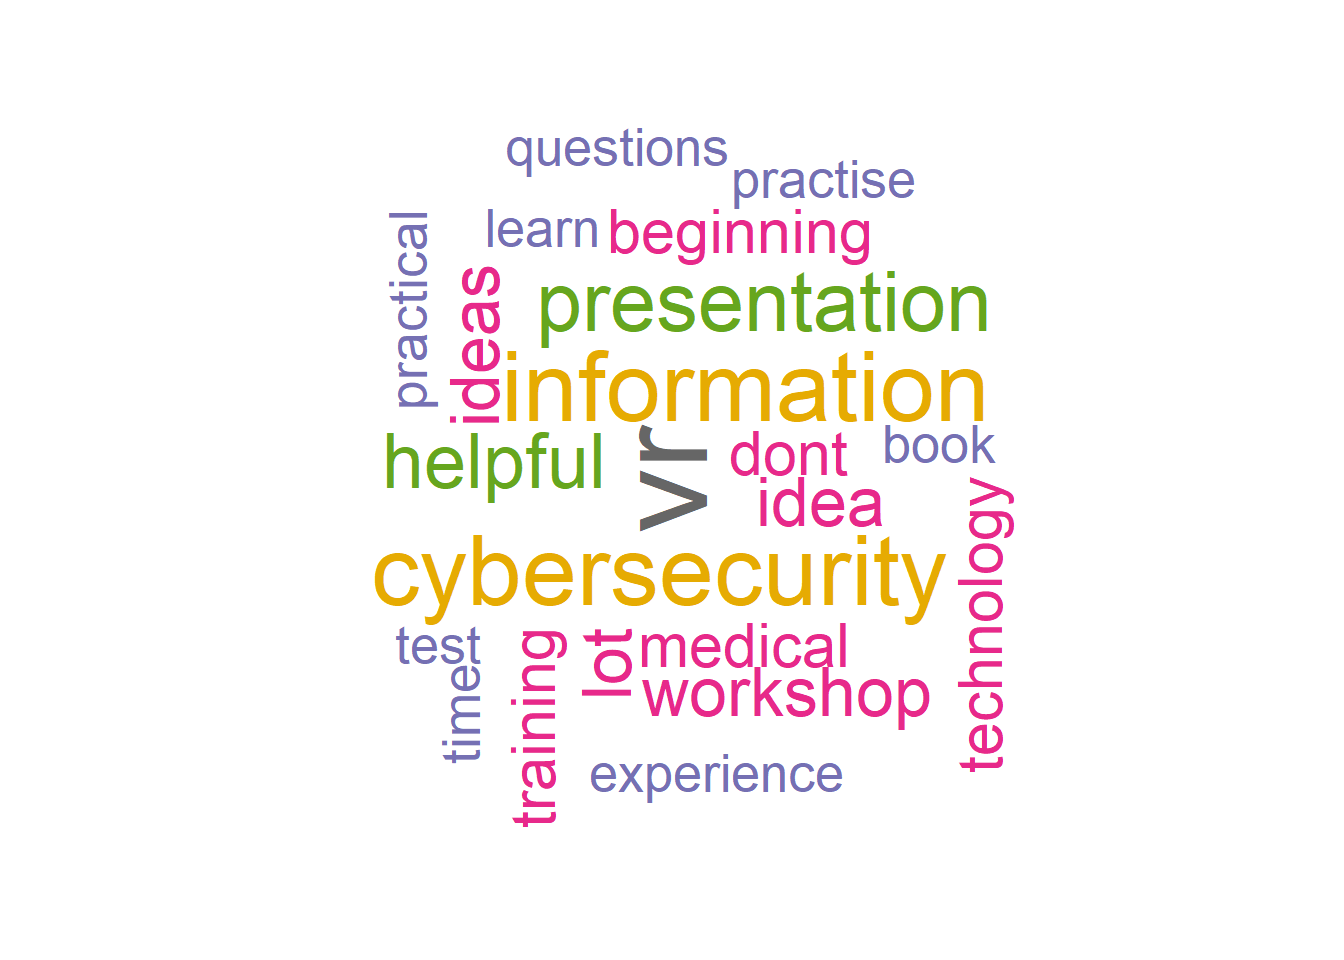 questions
practise
learn
beginning
practical
ideas
presentation
information
helpful
vr
dont
book
idea
cybersecurity
technology
test
time
training
lot
medical
workshop
experience